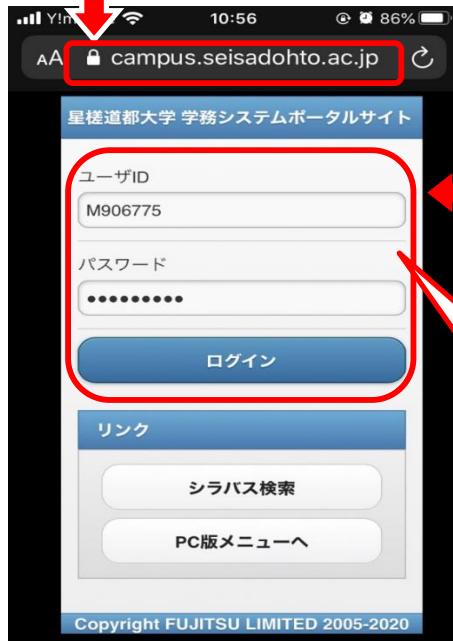 Y!m 10:56 86%
AA campus.seisadohto.ac.jp
星槎道都大学 学務システムポータルサイト
ユーザID
M906775
パスワード
•••••••••
ログイン
リンク
シラバス検索
PC版メニューへ
Copyright FUJITSU LIMITED 2005-2020